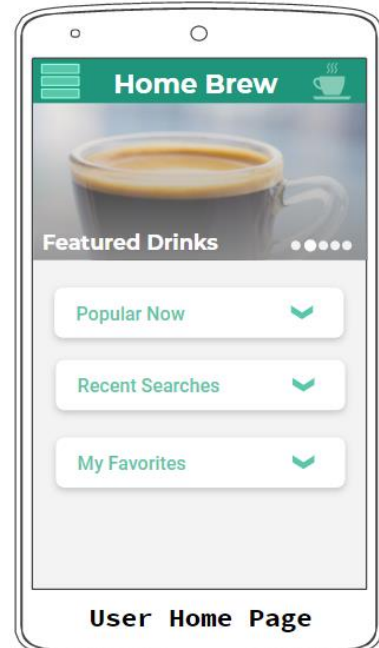 Home Brew
Featured Drinks
Popular Now
Recent Searches
My Favorites
User Home Page